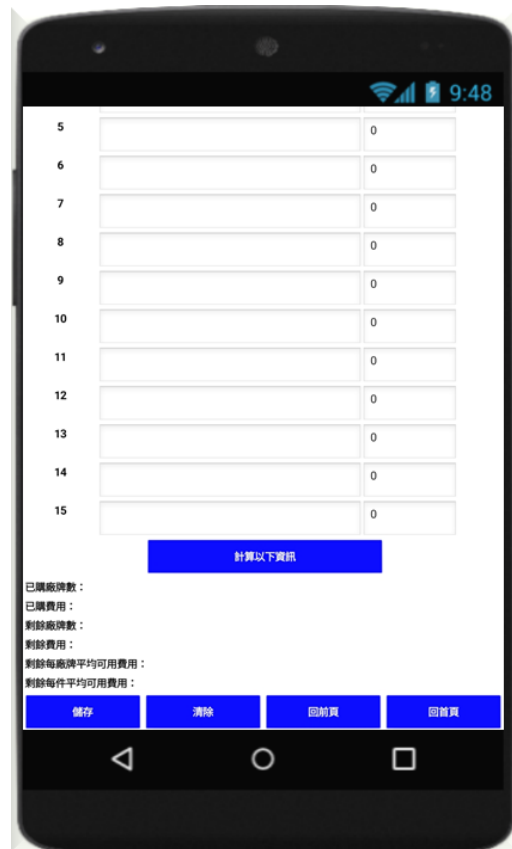 9:48
5 0
6 0
7 0
8 0
9 0
10 0
11 0
12 0
13 0
14 0
15 0
計算以下資訊
已購廠牌數：
已購費用：
剩餘廠牌數：
剩餘費用：
剩餘每廠牌平均可用費用：
剩餘每件平均可用費用：
儲存 清除 回前頁 回首頁